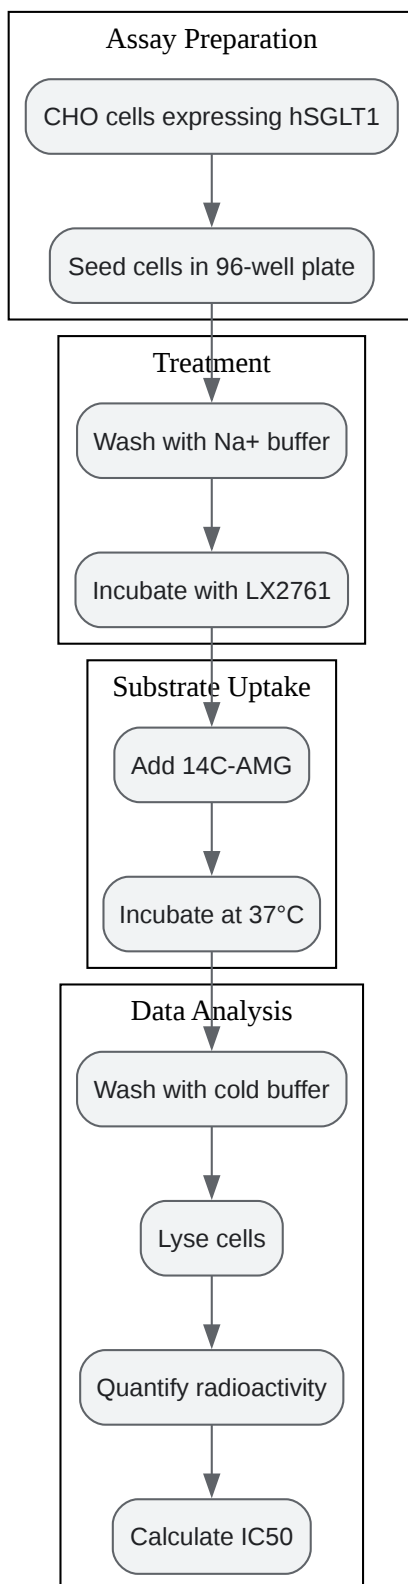 Assay Preparation
CHO cells expressing hSGLT1
Seed cells in 96-well plate
Treatment
Wash with Na+ buffer
Incubate with LX2761
Substrate Uptake
Add 14C-AMG
Incubate at 37°C
Data Analysis
Wash with cold buffer
Lyse cells
Quantify radioactivity
Calculate IC50